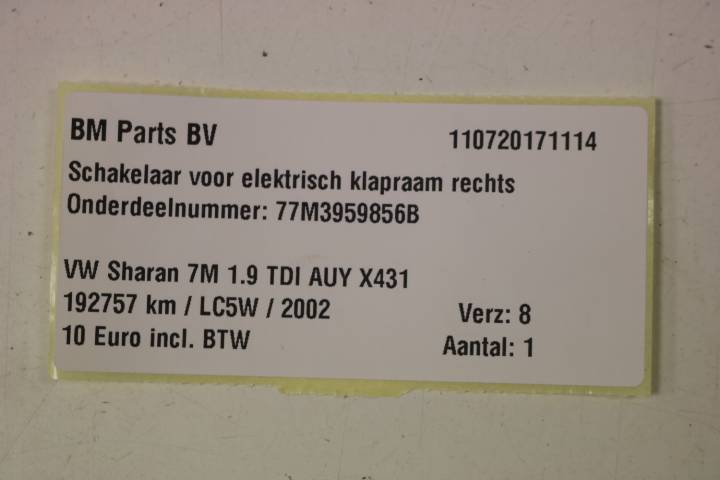 BM Parts BV 110720171114
Schakelaar voor elektrisch klapraam rechts
Onderdeelnummer: 77M3959856B
VW Sharan 7M 1.9 TDI AUY X431
192757 km / LC5W / 2002 Verz: 8
10 Euro incl. BTW Aantal: 1